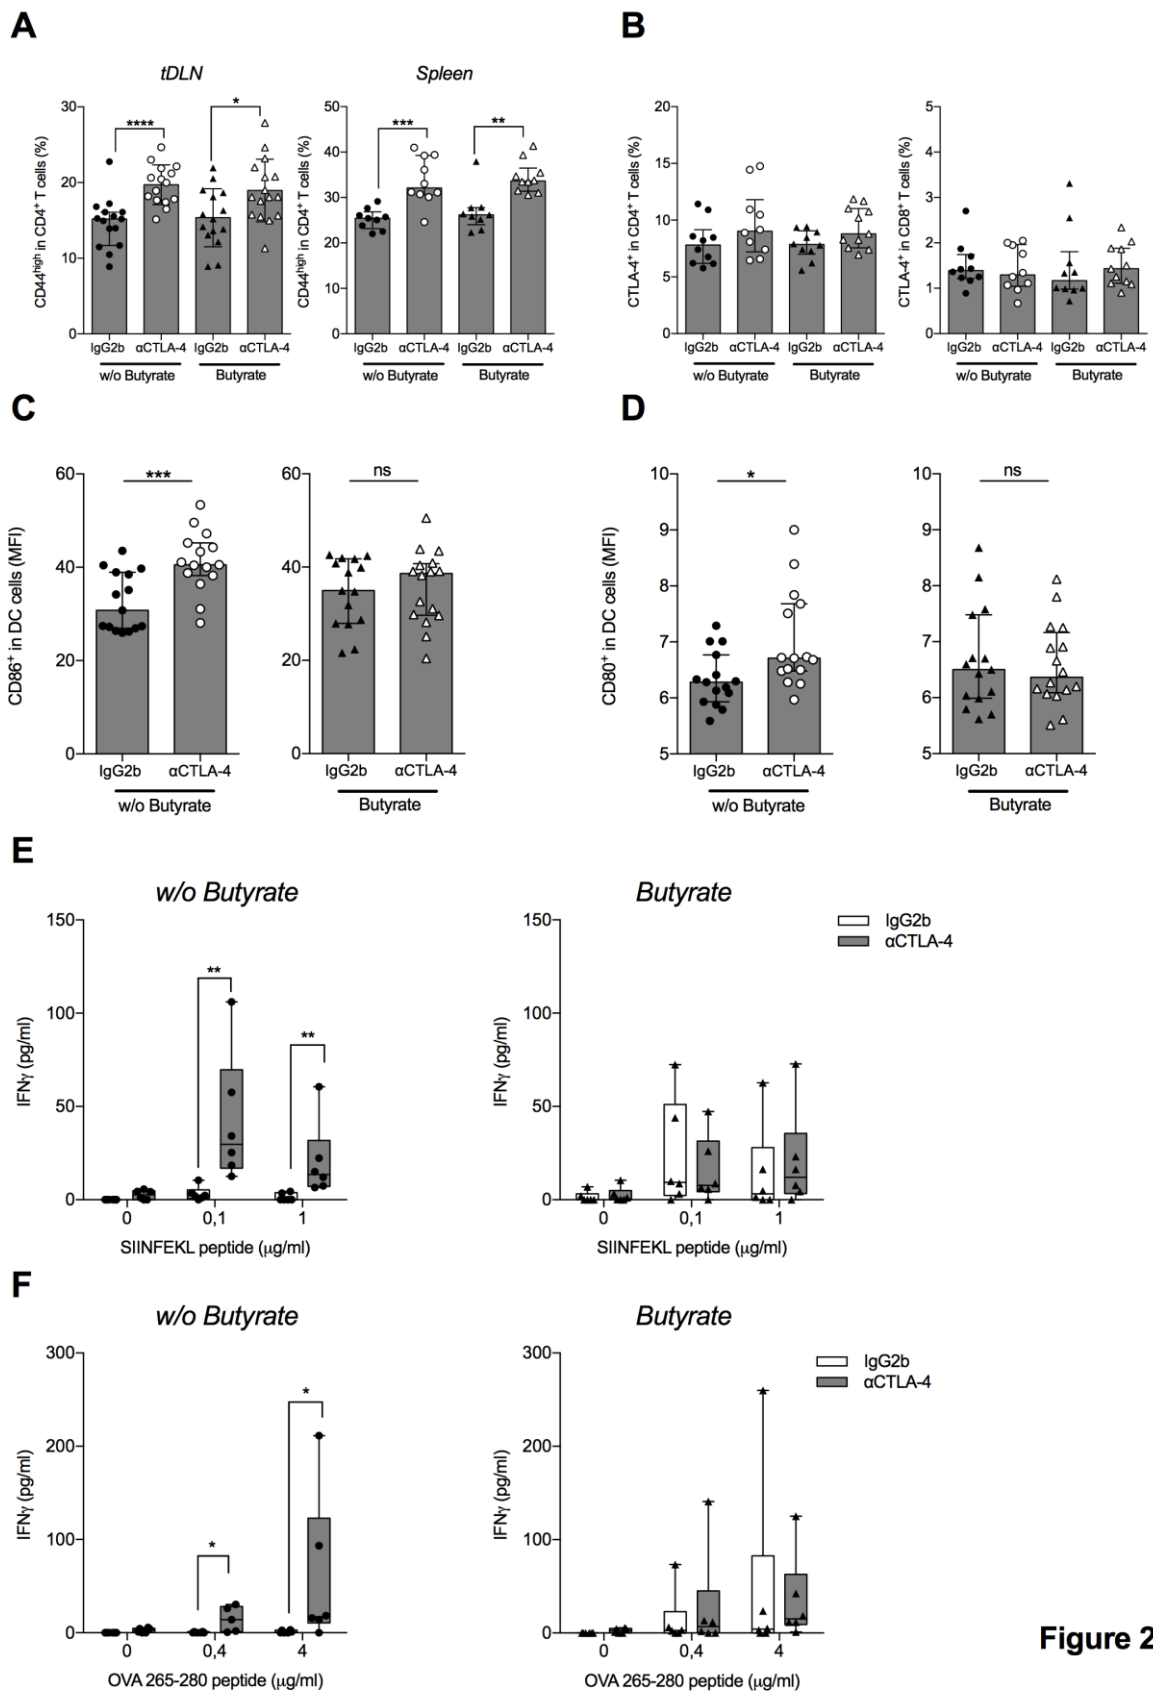 A
B
tDLN
Spleen
30
20
10
0
CD44high in CD4+ T cells (%)
****
*
IgG2b αCTLA-4 IgG2b αCTLA-4
w/o Butyrate Butyrate
50
40
30
20
10
0
CD44high in CD4+ T cells (%)
***
**
IgG2b αCTLA-4 IgG2b αCTLA-4
w/o Butyrate Butyrate
20
15
10
5
0
CTLA-4+ in CD4+ T cells (%)
IgG2b αCTLA-4 IgG2b αCTLA-4
w/o Butyrate Butyrate
5
4
3
2
1
0
CTLA-4+ in CD8+ T cells (%)
IgG2b αCTLA-4 IgG2b αCTLA-4
w/o Butyrate Butyrate
C
D
60
40
20
0
CD86+ in DC cells (MFI)
***
IgG2b αCTLA-4
w/o Butyrate
60
40
20
0
ns
IgG2b αCTLA-4
Butyrate
10
9
8
7
6
5
CD80+ in DC cells (MFI)
*
IgG2b αCTLA-4
w/o Butyrate
10
9
8
7
6
5
ns
IgG2b αCTLA-4
Butyrate
E
w/o Butyrate
150
100
50
0
IFNγ (pg/ml)
**
**
0 0,1 1
SIINFEKL peptide (μg/ml)
Butyrate
150
100
50
0
IFNγ (pg/ml)
IgG2b
αCTLA-4
0 0,1 1
SIINFEKL peptide (μg/ml)
F
w/o Butyrate
300
200
100
0
IFNγ (pg/ml)
*
*
0 0,4 4
OVA 265-280 peptide (μg/ml)
Butyrate
300
200
100
0
IFNγ (pg/ml)
IgG2b
αCTLA-4
0 0,4 4
OVA 265-280 peptide (μg/ml)
Figure 2